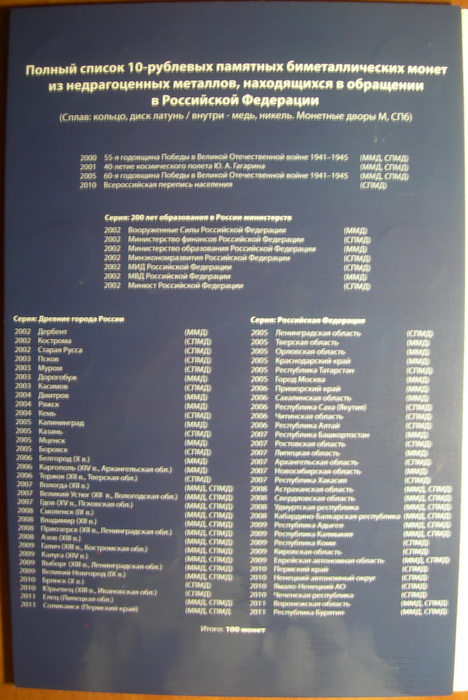 Полный список 10-рублевых памятных биметаллических монет
из недрагоценных металлов, находящихся в обращении
в Российской Федерации
(Сплав: кольцо, диск латунь / внутри - медь, никель. Монетные дворы М, СПб)
2000 55-я годовщина Победы в Великой Отечественной войне 1941–1945 (ММД, СПМД)
2001 40-летие космического полета Ю. А. Гагарина (ММД, СПМД)
2005 60-я годовщина Победы в Великой Отечественной войне 1941–1945 (ММД, СПМД)
2010 Всероссийская перепись населения (СПМД)
Серия: 200 лет образования в России министерств
2002 Вооруженные Силы Российской Федерации (ММД)
2002 Министерство финансов Российской Федерации (СПМД)
2002 Министерство образования Российской Федерации (ММД)
2002 Минэкономразвития Российской Федерации (СПМД)
2002 МИД Российской Федерации (СПМД)
2002 МВД Российской Федерации (ММД)
2002 Минюст Российской Федерации (СПМД)
Серия: Древние города России
2002 Дербент (ММД)
2002 Кострома (СПМД)
2002 Старая Русса (СПМД)
2003 Псков (СПМД)
2003 Муром (СПМД)
2003 Дорогобуж (ММД)
2003 Касимов (СПМД)
2004 Дмитров (ММД)
2004 Ряжск (ММД)
2004 Кемь (СПМД)
2005 Калининград (ММД)
2005 Казань (СПМД)
2005 Мценск (ММД)
2005 Боровск (СПМД)
2006 Белгород (X в.) (ММД)
2006 Каргополь (XIV в., Архангельская обл.) (ММД)
2006 Торжок (XII в., Тверская обл.) (СПМД)
2007 Вологда (XII в.) (ММД, СПМД)
2007 Великий Устюг (XII в., Вологодская обл.) (ММД, СПМД)
2007 Гдов (XV в., Псковская обл.) (ММД, СПМД)
2008 Смоленск (IX в.) (ММД, СПМД)
2008 Владимир (XII в.) (ММД, СПМД)
2008 Приозерск (XII в., Ленинградская обл.) (ММД, СПМД)
2008 Азов (XIII в.) (ММД, СПМД)
2009 Галич (XIII в., Костромская обл.) (ММД, СПМД)
2009 Калуга (XIV в.) (ММД, СПМД)
2009 Выборг (XIII в., Ленинградская обл.) (ММД, СПМД)
2009 Великий Новгород (IX в.) (ММД, СПМД)
2010 Брянск (X в.) (СПМД)
2010 Юрьевец (XIII в., Ивановская обл.) (СПМД)
2011 Елец (Липецкая обл.) (ММД, СПМД)
2011 Соликамск (Пермский край) (ММД, СПМД)
Серия: Российская Федерация
2005 Ленинградская область (СПМД)
2005 Тверская область (ММД)
2005 Орловская область (ММД)
2005 Краснодарский край (ММД)
2005 Республика Татарстан (СПМД)
2005 Город Москва (ММД)
2006 Приморский край (ММД)
2006 Сахалинская область (ММД)
2006 Республика Саха (Якутия) (СПМД)
2006 Читинская область (СПМД)
2006 Республика Алтай (СПМД)
2007 Республика Башкортостан (ММД)
2007 Ростовская область (СПМД)
2007 Липецкая область (ММД)
2007 Архангельская область (СПМД)
2007 Новосибирская область (ММД)
2007 Республика Хакасия (СПМД)
2008 Астраханская область (ММД, СПМД)
2008 Свердловская область (ММД, СПМД)
2008 Удмуртская республика (ММД, СПМД)
2008 Кабардино Балкарская республика (ММД, СПМД)
2009 Республика Адыгея (ММД, СПМД)
2009 Республика Калмыкия (ММД, СПМД)
2009 Республика Коми (СПМД)
2009 Кировская область (СПМД)
2009 Еврейская автономная область (ММД, СПМД)
2010 Пермский край (СПМД)
2010 Ненецкий автономный округ (СПМД)
2010 Ямало Ненецкий АО (СПМД)
2010 Чеченская республика (СПМД)
2011 Воронежская область (ММД, СПМД)
2011 Республика Бурятия (ММД, СПМД)
Итого: 100 монет